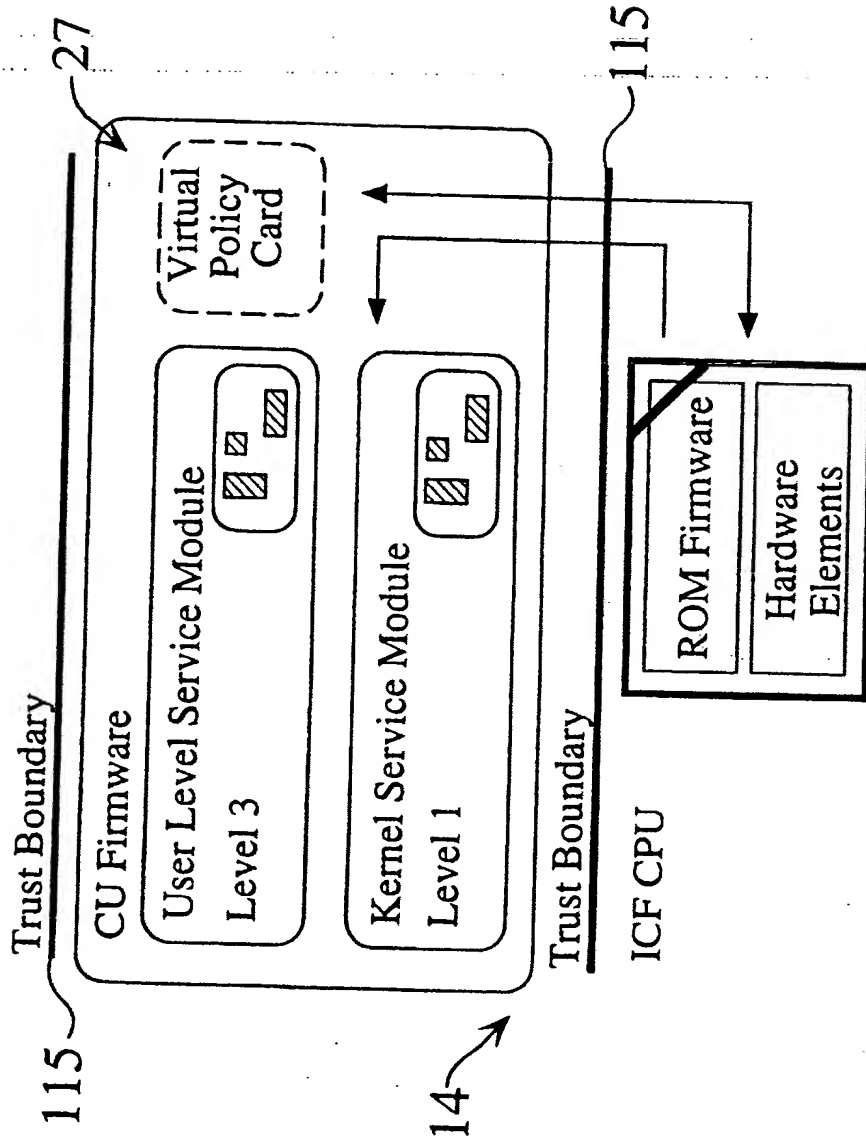 Trust Boundary
115
CU Firmware
27
User Level Service Module
Level 3
Virtual
Policy
Card
Kernel Service Module
Level 1
14
Trust Boundary
115
ICF CPU
ROM Firmware
Hardware
Elements